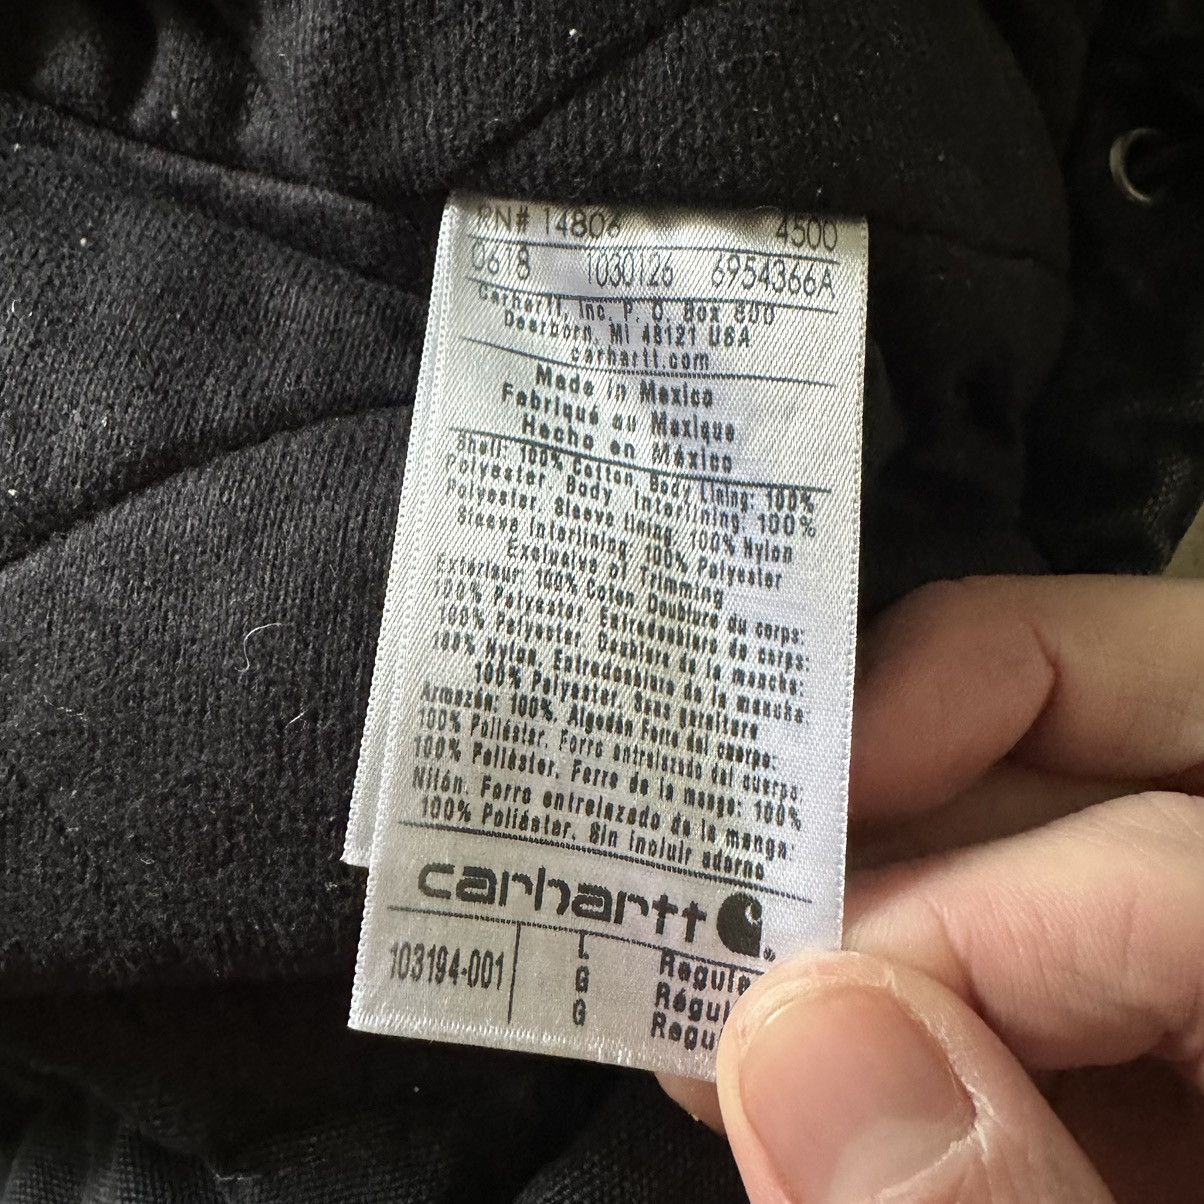 RN# 14806 4500
0618 1030126 6954366A
Carhartt, Inc. P. O. Box 600
Dearborn, MI 48121 USA
carhartt.com
Made in Mexico
Fabriqué au Mexique
Hecho en México
Shell: 100% Cotton Body Lining: 100%
Polyester. Body Interlining: 100%
Polyester Sleeve lining: 100% Nylon
Sleeve Interlining: 100% Polyester
Exclusive of Trimming
Extérieur: 100% Coton Doublure du corps:
100% Polyester. Entredoublure du corps:
100% Polyester. Doublure de la manche:
100% Nylon. Entredoublure de la manche:
100% Polyester. Sans garniture
Armazón: 100% Algodón Forro del cuerpo:
100% Poliéster. Forro entrelazado del cuerpo:
100% Poliéster. Forro de la manga: 100%
Nilón. Forro entrelazado de la manga:
100% Poliéster. Sin incluir adorno
carhartt
103194-001 L Regula
G Régul
G Regu